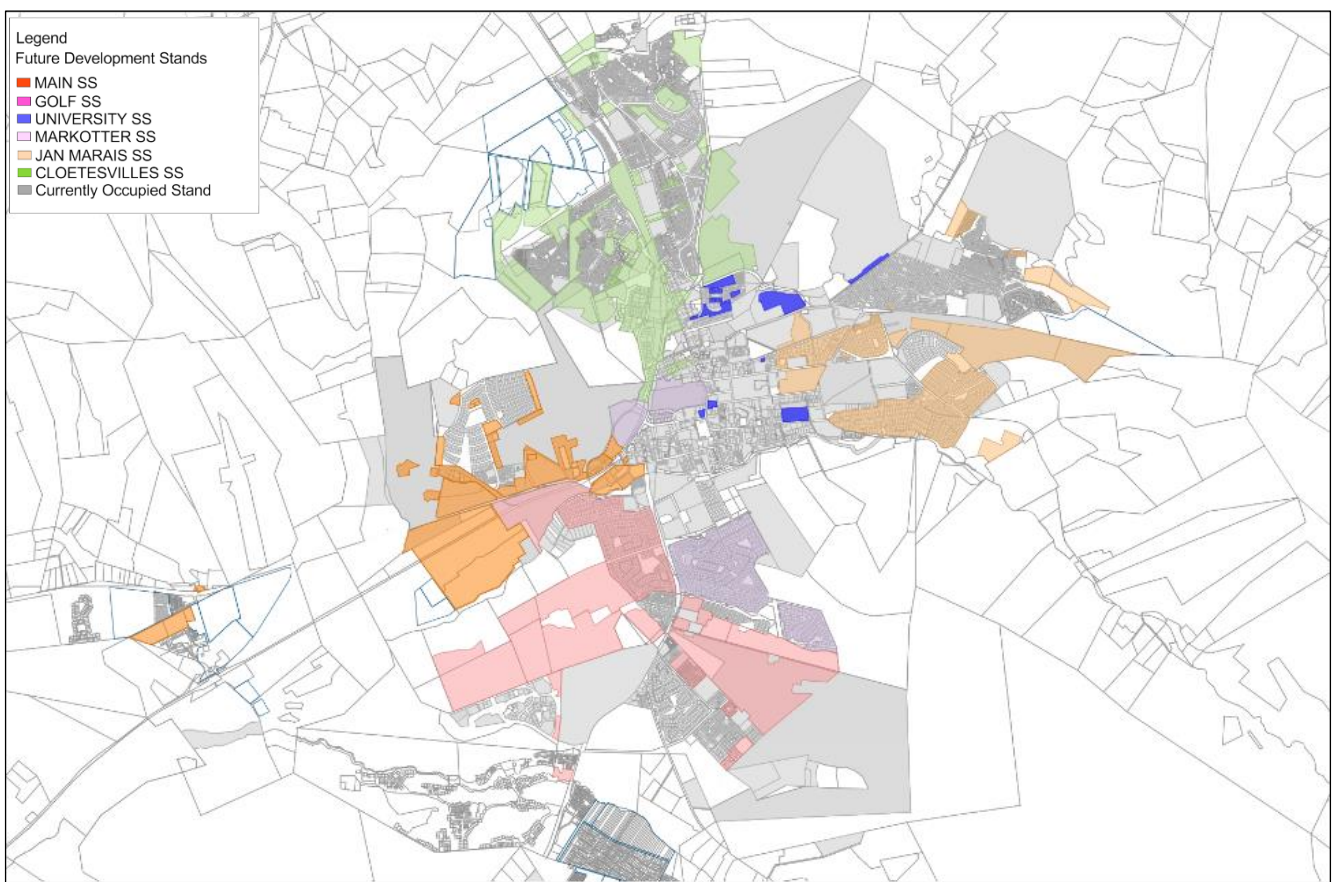 Legend
Future Development Stands
MAIN SS
GOLF SS
UNIVERSITY SS
MARKOTTER SS
JAN MARAIS SS
CLOETESVILLES SS
Currently Occupied Stand